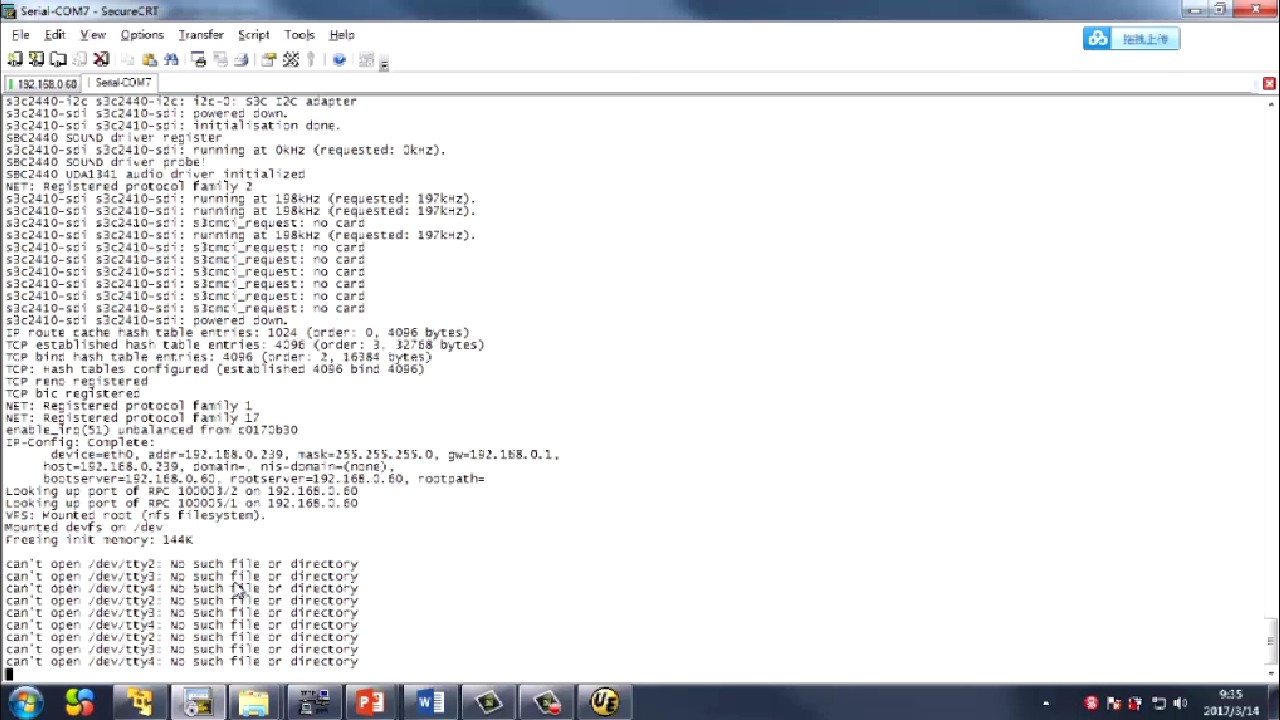 Serial-COM7 - SecureCRT
File Edit View Options Transfer Script Tools Help
拖拽上传
192.168.0.60 Serial-COM7
s3c2440-i2c s3c2440-i2c: i2c-0: S3C I2C adapter
s3c2410-sdi s3c2410-sdi: powered down.
s3c2410-sdi s3c2410-sdi: initialisation done.
SBC2440 SOUND driver register
s3c2410-sdi s3c2410-sdi: running at 0kHz (requested: 0kHz).
SBC2440 SOUND driver probe!
SBC2440 UDA1341 audio driver initialized
NET: Registered protocol family 2
s3c2410-sdi s3c2410-sdi: running at 198kHz (requested: 197kHz).
s3c2410-sdi s3c2410-sdi: running at 198kHz (requested: 197kHz).
s3c2410-sdi s3c2410-sdi: s3cmci_request: no card
s3c2410-sdi s3c2410-sdi: running at 198kHz (requested: 197kHz).
s3c2410-sdi s3c2410-sdi: s3cmci_request: no card
s3c2410-sdi s3c2410-sdi: s3cmci_request: no card
s3c2410-sdi s3c2410-sdi: s3cmci_request: no card
s3c2410-sdi s3c2410-sdi: s3cmci_request: no card
s3c2410-sdi s3c2410-sdi: s3cmci_request: no card
s3c2410-sdi s3c2410-sdi: s3cmci_request: no card
s3c2410-sdi s3c2410-sdi: powered down.
IP route cache hash table entries: 1024 (order: 0, 4096 bytes)
TCP established hash table entries: 4096 (order: 3, 32768 bytes)
TCP bind hash table entries: 4096 (order: 2, 16384 bytes)
TCP: Hash tables configured (established 4096 bind 4096)
TCP reno registered
TCP bic registered
NET: Registered protocol family 1
NET: Registered protocol family 17
enable_irq(51) unbalanced from c0170b30
IP-Config: Complete:
device=eth0, addr=192.168.0.239, mask=255.255.255.0, gw=192.168.0.1,
host=192.168.0.239, domain=, nis-domain=(none),
bootserver=192.168.0.60, rootserver=192.168.0.60, rootpath=
Looking up port of RPC 100003/2 on 192.168.0.60
Looking up port of RPC 100005/1 on 192.168.0.60
VFS: Mounted root (nfs filesystem).
Mounted devfs on /dev
Freeing init memory: 144K
can't open /dev/tty2: No such file or directory
can't open /dev/tty3: No such file or directory
can't open /dev/tty4: No such file or directory
can't open /dev/tty2: No such file or directory
can't open /dev/tty3: No such file or directory
can't open /dev/tty4: No such file or directory
can't open /dev/tty2: No such file or directory
can't open /dev/tty3: No such file or directory
can't open /dev/tty4: No such file or directory
9:35
2017/3/14